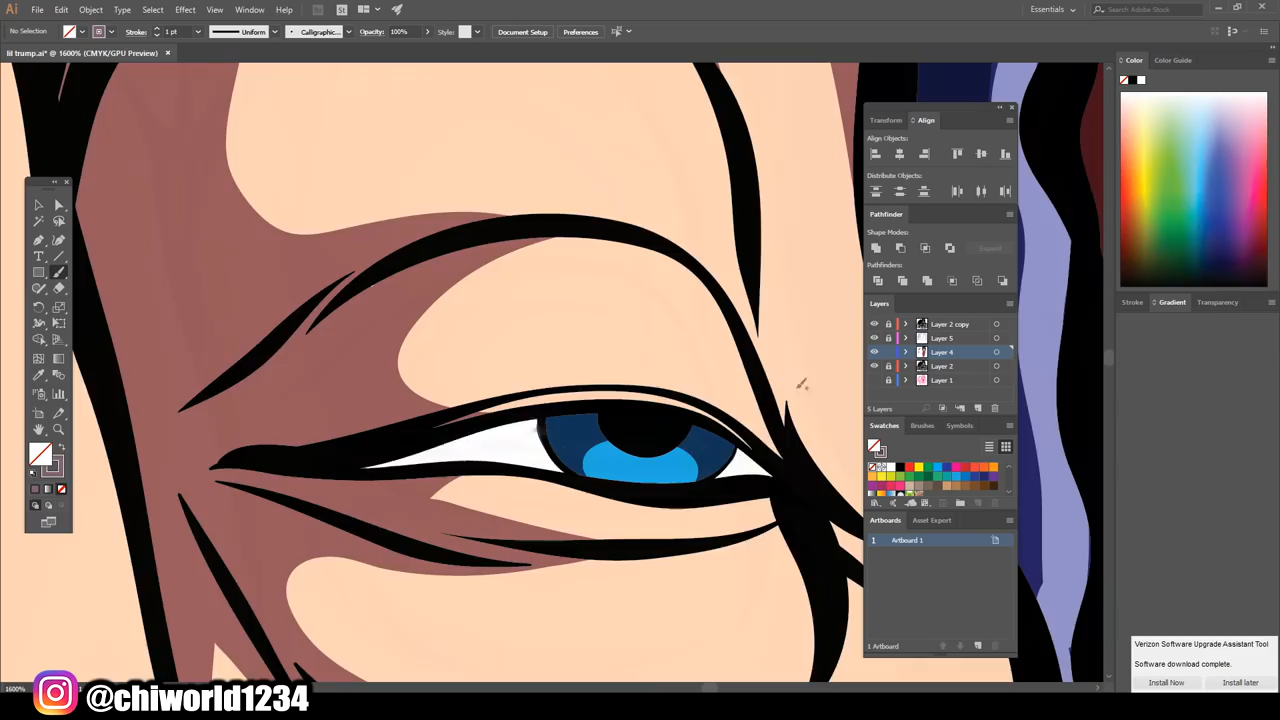 Ai File Edit Object Type Select Effect View Window Help Br St Essentials Search Adobe Stock
No Selection Stroke: 1 pt Uniform Calligraphic... Opacity: 100% Style: Document Setup Preferences
lil trump.ai* @ 1600% (CMYK/GPU Preview)
Color Color Guide
Transform Align
Align Objects:
Distribute Objects:
Pathfinder
Shape Modes:
Expand
Pathfinders:
Layers
Layer 2 copy
Layer 5
Layer 4
Layer 2
Layer 1
5 Layers
Swatches Brushes Symbols
Artboards Asset Export
1 Artboard 1
1 Artboard
Stroke Gradient Transparency
Verizon Software Upgrade Assistant Tool
Software download complete.
Install Now Install later
1600%
@chiworld1234